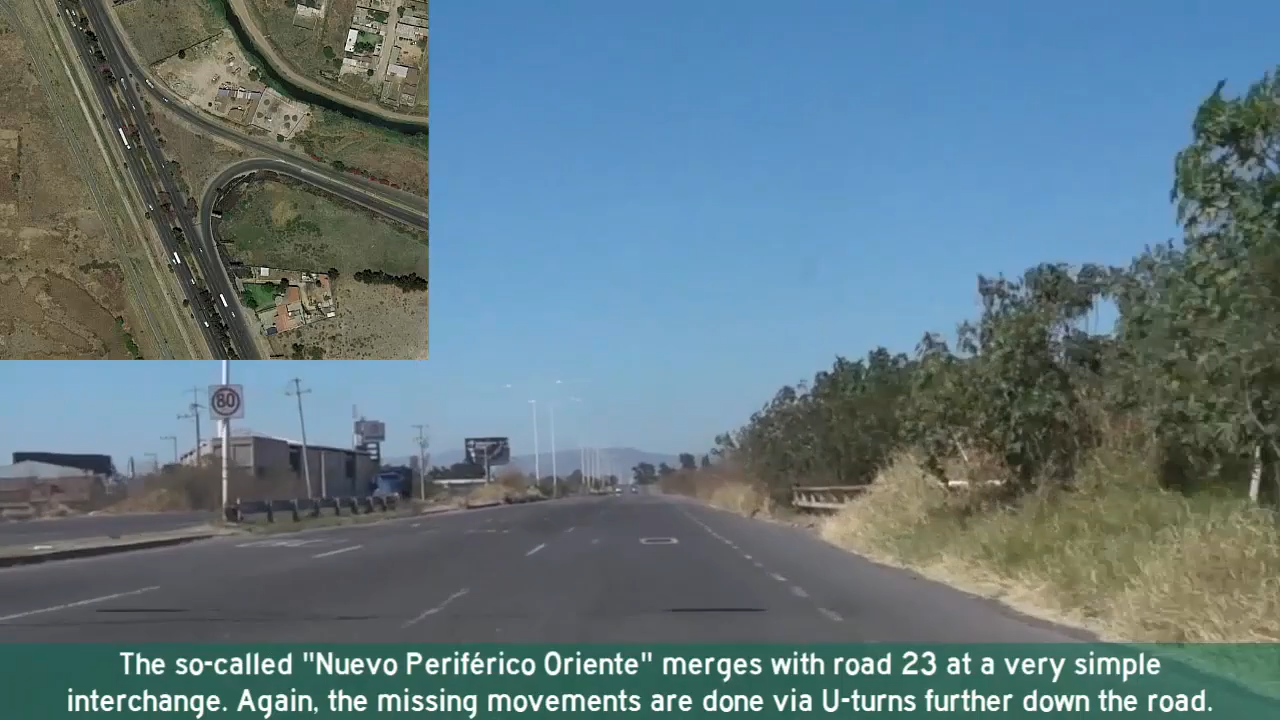 80
The so-called "Nuevo Periférico Oriente" merges with road 23 at a very simple
interchange. Again, the missing movements are done via U-turns further down the road.